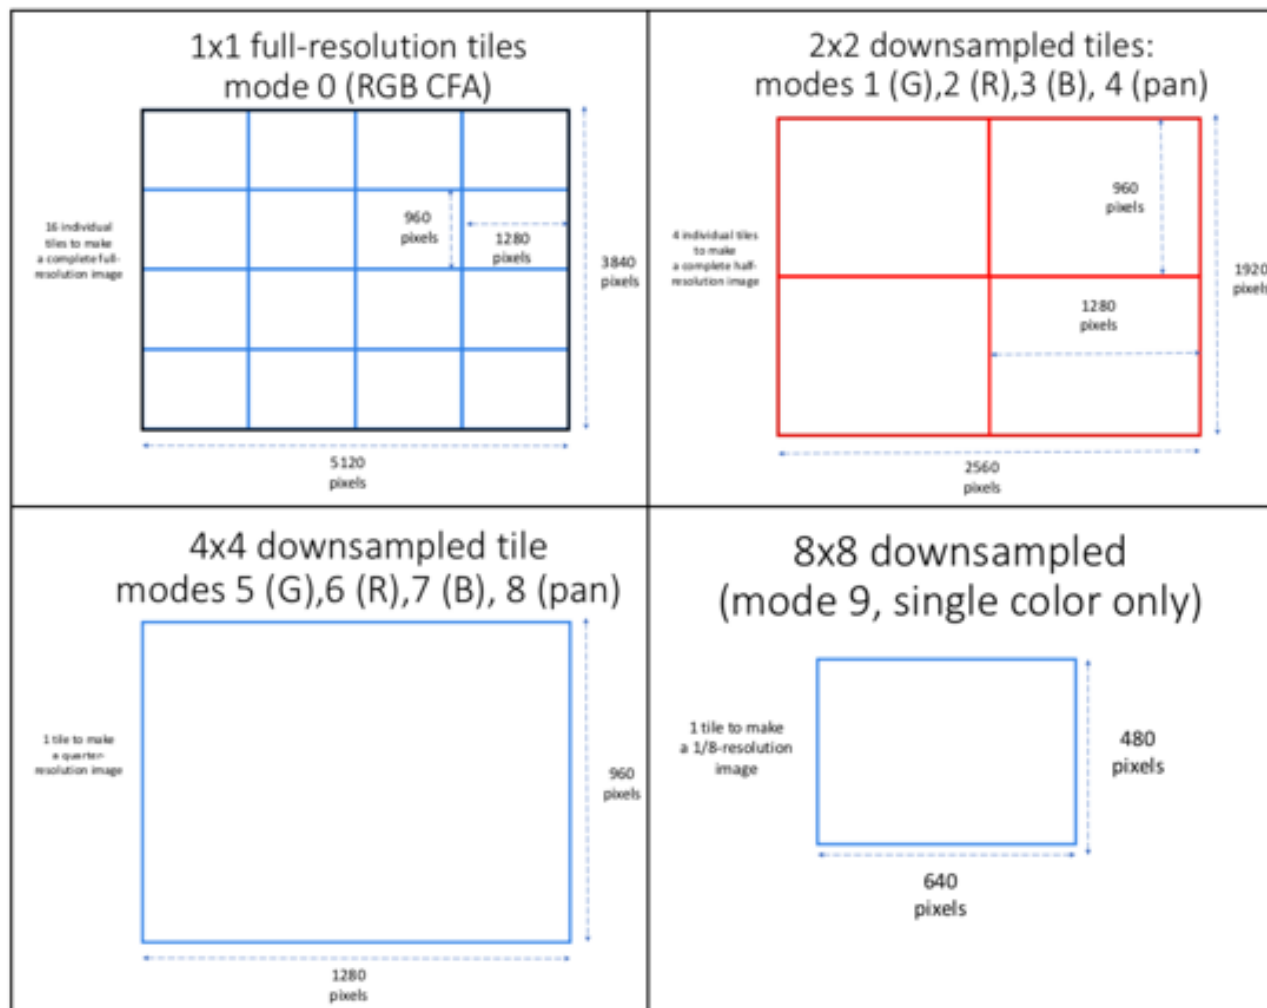 1x1 full-resolution tiles
mode 0 (RGB CFA)
16 individual
tiles to make
a complete full-
resolution image
960
pixels
1280
pixels
3840
pixels
5120
pixels
2x2 downsampled tiles:
modes 1 (G),2 (R),3 (B), 4 (pan)
4 individual tiles
to make
a complete half-
resolution image
960
pixels
1280
pixels
1920
pixels
2560
pixels
4x4 downsampled tile
modes 5 (G),6 (R),7 (B), 8 (pan)
1 tile to make
a quarter-
resolution image
960
pixels
1280
pixels
8x8 downsampled
(mode 9, single color only)
1 tile to make
a 1/8-resolution
image
480
pixels
640
pixels